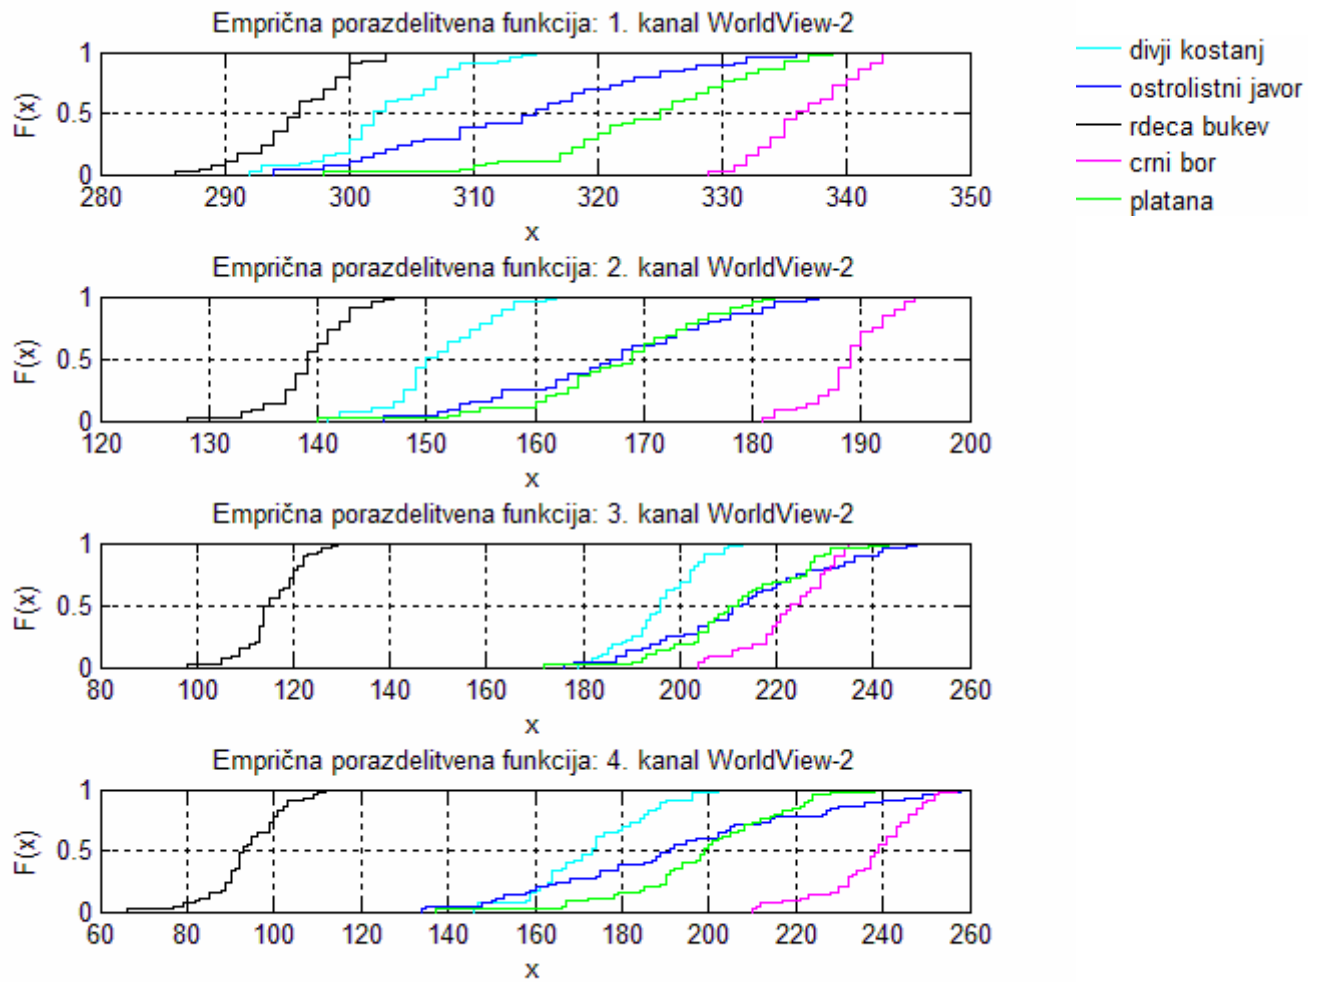 Emprična porazdelitvena funkcija: 1. kanal WorldView-2
1
0.5
0
F(x)
280 290 300 310 320 330 340 350
x
divji kostanj
ostrolistni javor
rdeca bukev
crni bor
platana
Emprična porazdelitvena funkcija: 2. kanal WorldView-2
1
0.5
0
F(x)
120 130 140 150 160 170 180 190 200
x
Emprična porazdelitvena funkcija: 3. kanal WorldView-2
1
0.5
0
F(x)
80 100 120 140 160 180 200 220 240 260
x
Emprična porazdelitvena funkcija: 4. kanal WorldView-2
1
0.5
0
F(x)
60 80 100 120 140 160 180 200 220 240 260
x